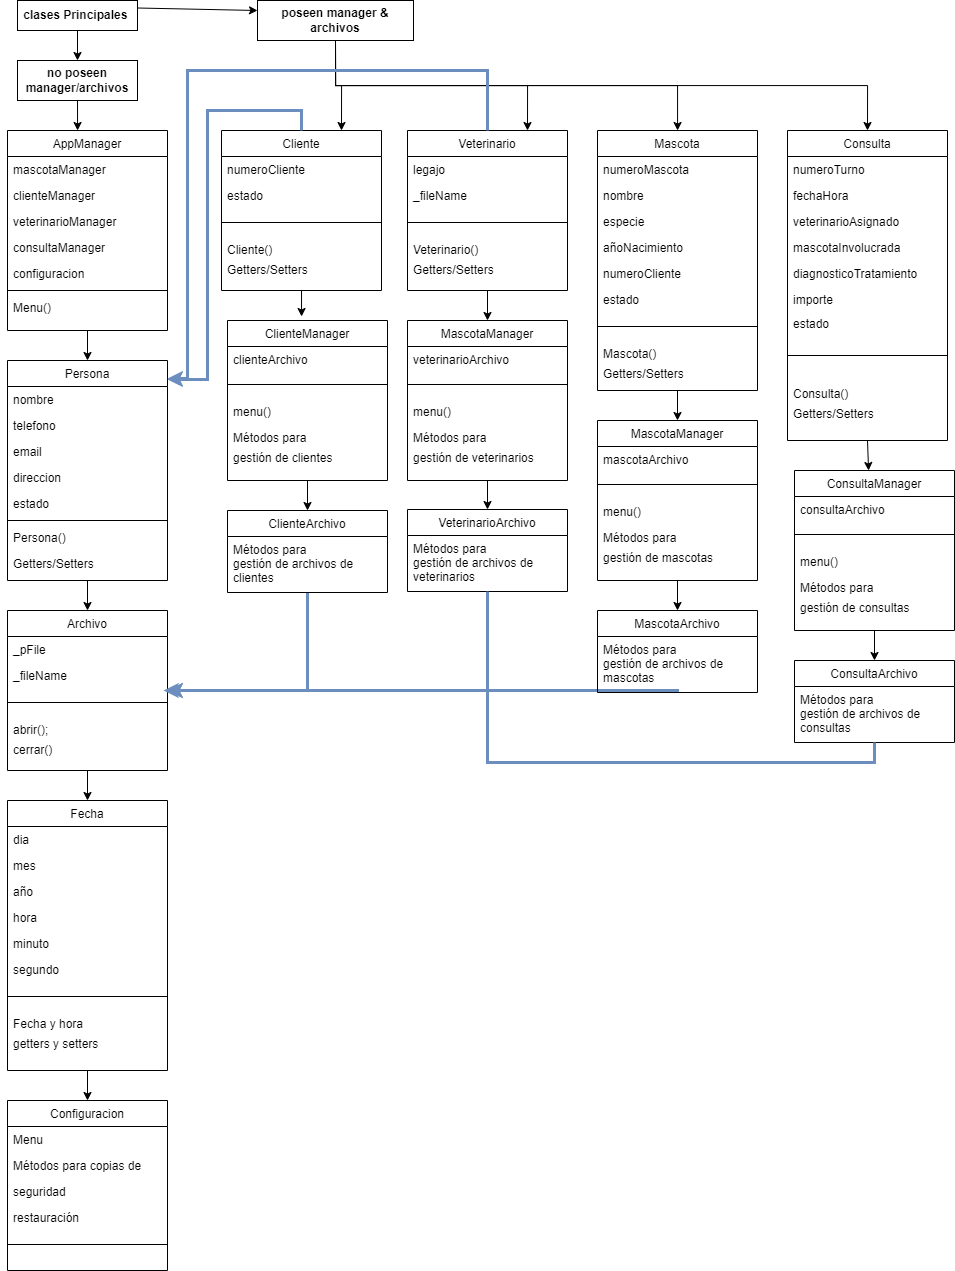 clases Principales
poseen manager &
archivos
no poseen
manager/archivos
AppManager
mascotaManager
clienteManager
veterinarioManager
consultaManager
configuracion
Menu()
Persona
nombre
telefono
email
direccion
estado
Persona()
Getters/Setters
Archivo
_pFile
_fileName
abrir();
cerrar()
Fecha
dia
mes
año
hora
minuto
segundo
Fecha y hora
getters y setters
Configuracion
Menu
Métodos para copias de
seguridad
restauración
Cliente
numeroCliente
estado
Cliente()
Getters/Setters
ClienteManager
clienteArchivo
menu()
Métodos para
gestión de clientes
ClienteArchivo
Métodos para
gestión de archivos de
clientes
Veterinario
legajo
_fileName
Veterinario()
Getters/Setters
MascotaManager
veterinarioArchivo
menu()
Métodos para
gestión de veterinarios
VeterinarioArchivo
Métodos para
gestión de archivos de
veterinarios
Mascota
numeroMascota
nombre
especie
añoNacimiento
numeroCliente
estado
Mascota()
Getters/Setters
MascotaManager
mascotaArchivo
menu()
Métodos para
gestión de mascotas
MascotaArchivo
Métodos para
gestión de archivos de
mascotas
Consulta
numeroTurno
fechaHora
veterinarioAsignado
mascotaInvolucrada
diagnosticoTratamiento
importe
estado
Consulta()
Getters/Setters
ConsultaManager
consultaArchivo
menu()
Métodos para
gestión de consultas
ConsultaArchivo
Métodos para
gestión de archivos de
consultas